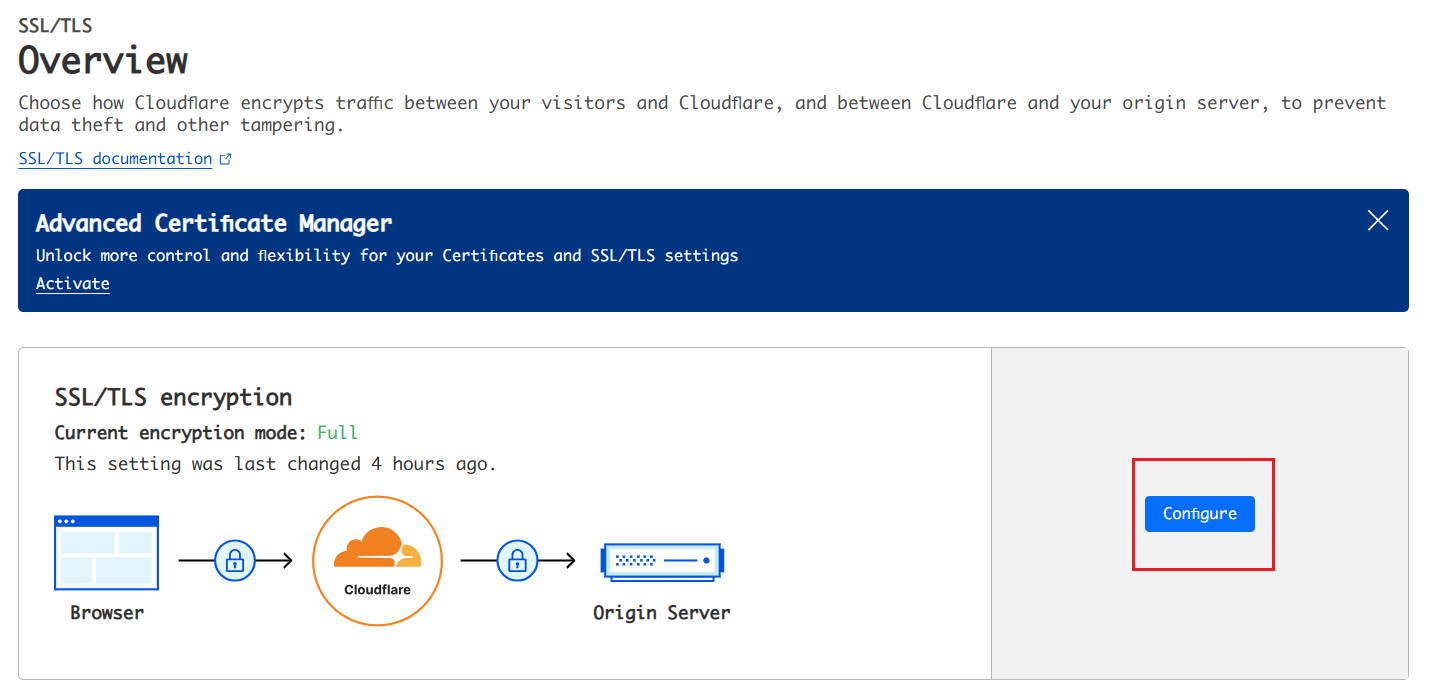 SSL/TLS
Overview
Choose how Cloudflare encrypts traffic between your visitors and Cloudflare, and between Cloudflare and your origin server, to prevent
data theft and other tampering.
SSL/TLS documentation
Advanced Certificate Manager
Unlock more control and flexibility for your Certificates and SSL/TLS settings
Activate
SSL/TLS encryption
Current encryption mode: Full
This setting was last changed 4 hours ago.
Configure
Cloudflare
Browser
Origin Server